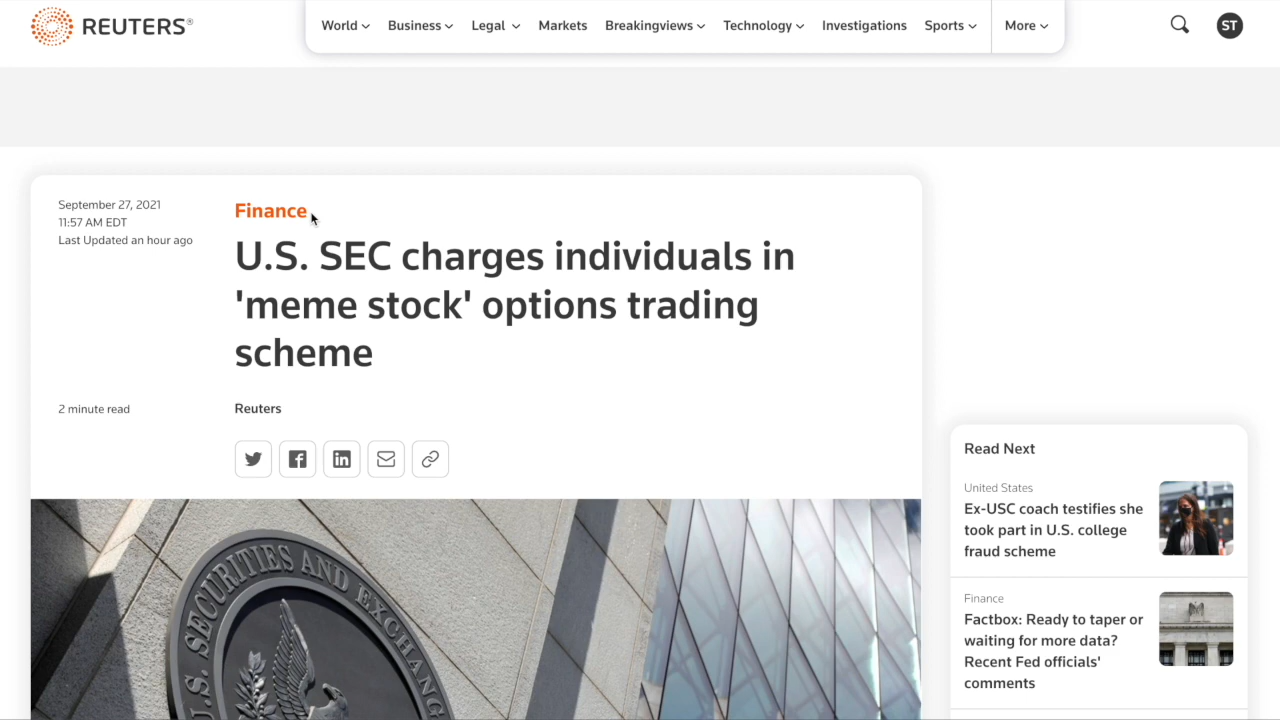 REUTERS®
World
Business
Legal
Markets
Breakingviews
Technology
Investigations
Sports
More
ST
September 27, 2021
11:57 AM EDT
Last Updated an hour ago
Finance
U.S. SEC charges individuals in
'meme stock' options trading
scheme
2 minute read
Reuters
Read Next
United States
Ex-USC coach testifies she
took part in U.S. college
fraud scheme
Finance
Factbox: Ready to taper or
waiting for more data?
Recent Fed officials'
comments
U.S. SECURITIES AND EXCHANG